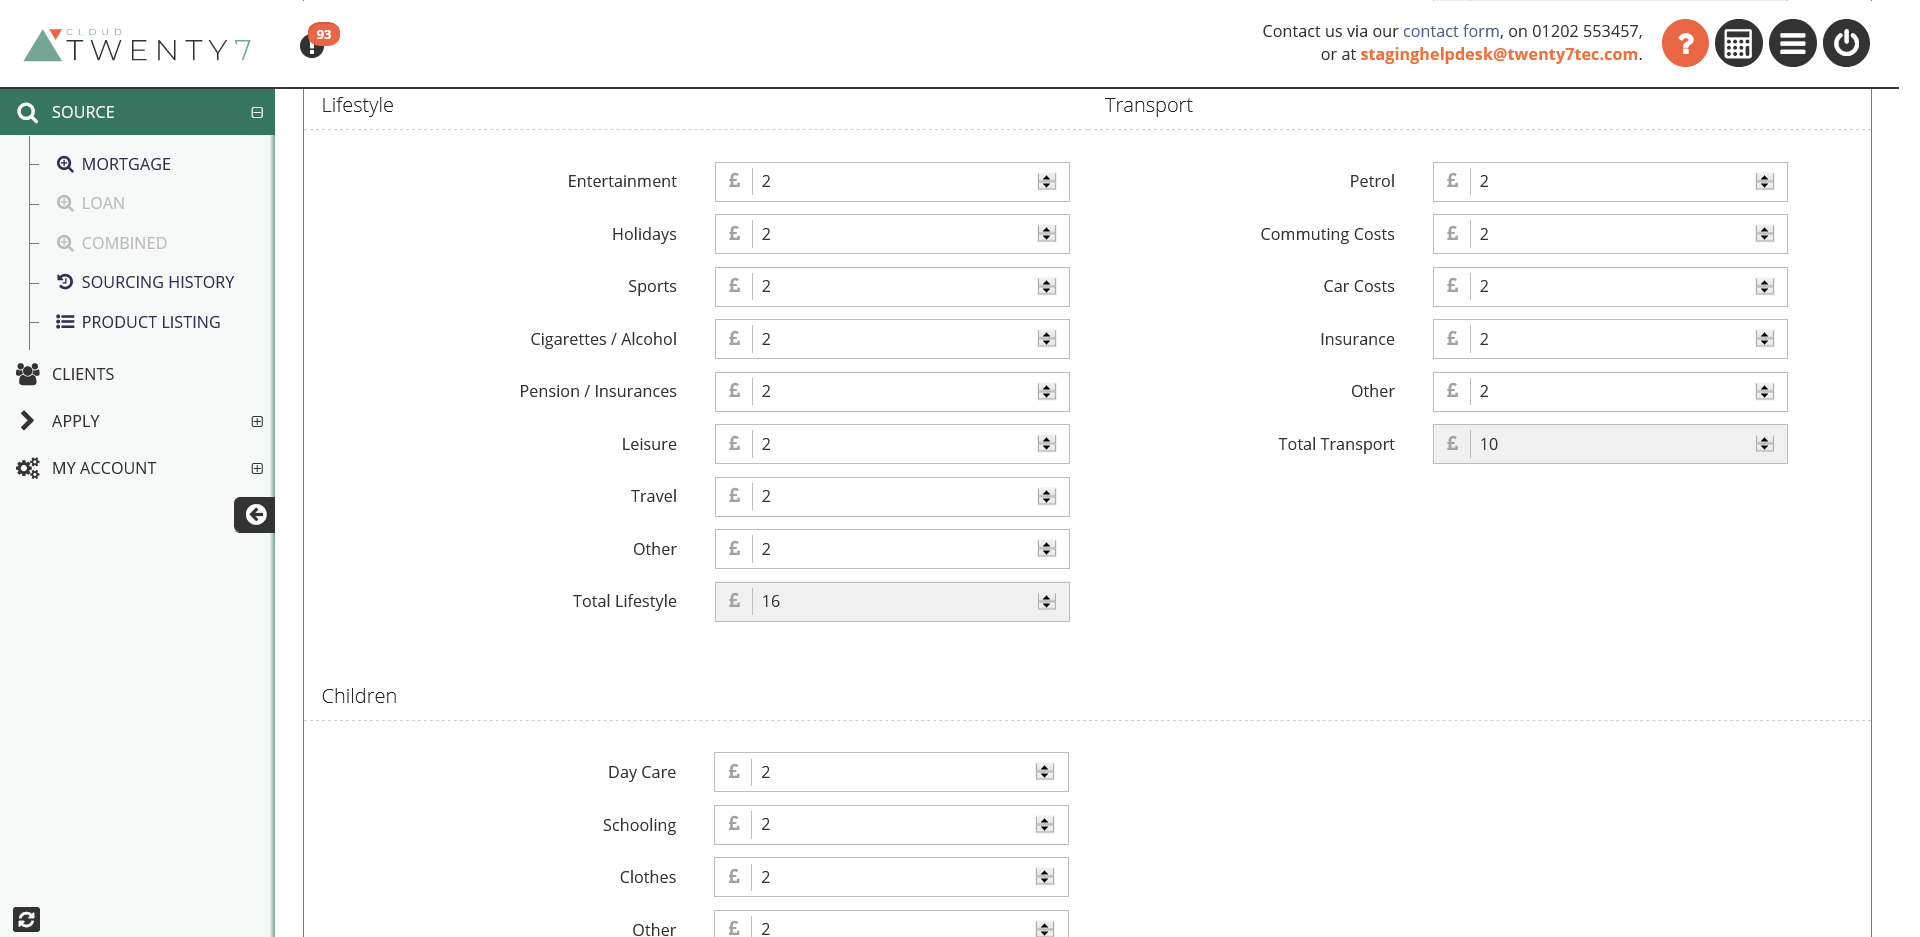 CLOUD
TWENTY7
93
Contact us via our contact form, on 01202 553457,
or at staginghelpdesk@twenty7tec.com.
?
SOURCE
MORTGAGE
LOAN
COMBINED
SOURCING HISTORY
PRODUCT LISTING
CLIENTS
APPLY
MY ACCOUNT
Lifestyle
Entertainment £ 2
Holidays £ 2
Sports £ 2
Cigarettes / Alcohol £ 2
Pension / Insurances £ 2
Leisure £ 2
Travel £ 2
Other £ 2
Total Lifestyle £ 16
Transport
Petrol £ 2
Commuting Costs £ 2
Car Costs £ 2
Insurance £ 2
Other £ 2
Total Transport £ 10
Children
Day Care £ 2
Schooling £ 2
Clothes £ 2
Other £ 2